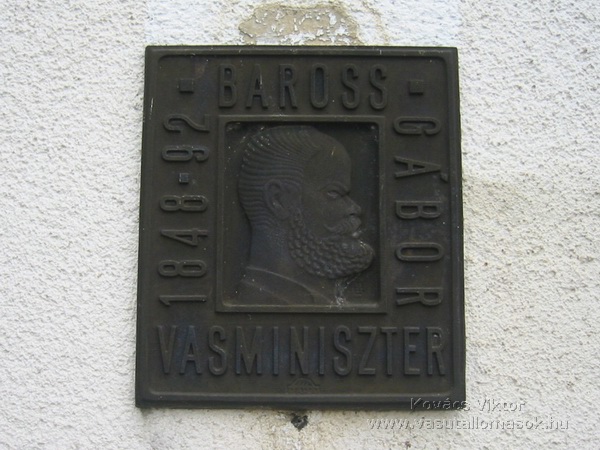 BAROSS
GÁBOR
1848-92
VASMINISZTER
Kovács Viktor
www.vasutallomasok.hu